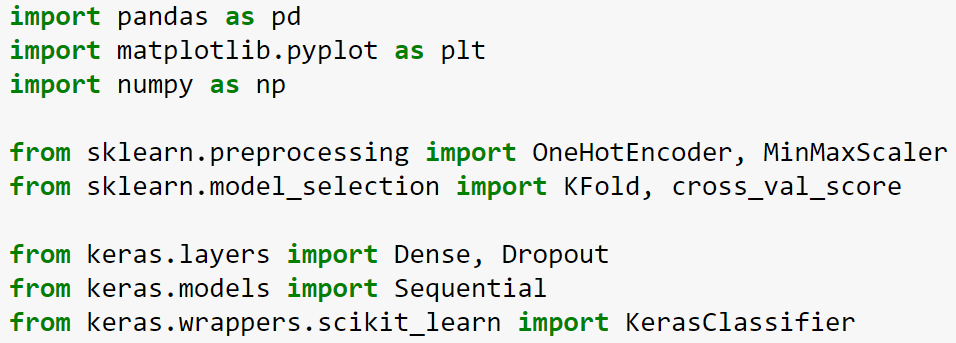 import pandas as pd
import matplotlib.pyplot as plt
import numpy as np
from sklearn.preprocessing import OneHotEncoder, MinMaxScaler
from sklearn.model_selection import KFold, cross_val_score
from keras.layers import Dense, Dropout
from keras.models import Sequential
from keras.wrappers.scikit_learn import KerasClassifier